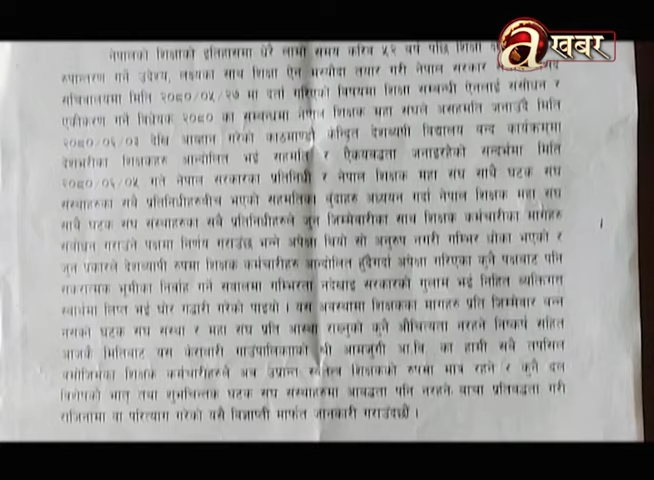 a खबर
नेपालको शिक्षाको इतिहासमा धेरै लामो समय करिव ५२ वर्ष पछि शिक्षा
रुपान्तरण गर्ने उदेश्य, लक्ष्यका साथ शिक्षा ऐन मस्यौदा तयार गरी नेपाल सरकार
सचिवालयमा मिति २०८०/०५/२७ मा दर्ता गरिएको विषयमा शिक्षा सम्बन्धी ऐनलाई संसोधन र
एकीकरण गर्ने विधेयक २०८० का सम्बन्धमा नेपाल शिक्षक महा संघले असहमति जनाउदै मिति
२०८०/०६/०३ देखि आव्हान गरेको काठमाण्डौ केन्द्रित देशव्यापी विद्यालय बन्द कार्यक्रममा
देशभरीका शिक्षकहरु आन्दोलित भई सहमति र ऐक्यबद्धता जनाइरहेको सन्दर्भमा मिति
२०८०/०६/०५ गते नेपाल सरकारका प्रतिनिधी र नेपाल शिक्षक महा संघ साथै घटक संघ
संस्थाहरुका सबै प्रतिनिधीहरुवीच भएको सहमतिका बुंदाहरु अध्ययन गर्दा नेपाल शिक्षक महा संघ
साथै घटक संघ संस्थाहरुका सबै प्रतिनिधीहरुले जुन जिम्मेवारीका साथ शिक्षक कर्मचारीका मागहरु
संवोधन गराउने पक्षमा निर्णय गराउंछ भन्ने अपेक्षा थियो सो अनुरुप नगरी गम्भिर धोका भएको र
जुन प्रकारले देशव्यापी रुपमा शिक्षक कर्मचारीहरु आन्दोलित हुदैगर्दा अपेक्षा गरिएका कुनै पक्षबाट पनि
सकरात्मक भूमीका निर्वाह गर्ने सवालमा गम्भिरता नदेखाइ सरकारको गुलाम भई निहित व्यक्तिगत
स्वार्थमा लिप्त भई घोर गद्दारी गरेको पाइयो । यस अवस्थामा शिक्षकका मागहरु प्रति जिम्मेवार बन्न
नसक्ने घटक संघ संस्था र महा संघ प्रति आस्था राख्नुको कुनै औचित्यता नरहने निष्कर्ष सहित
आजकै मितिबाट यस केराबारी गाउंपालिकाको श्री आमजुंगी आ.वि. का हामी सबै तपसिल
बमोजिमका शिक्षक कर्मचारीहरुले अब उप्रान्त स्वतन्त्र शिक्षकको रुपमा मात्र रहने र कुनै दल
विशेषको भातृ तथा शुभचिन्तक घटक संघ संस्थाहरुमा आवद्धता पनि नरहने वाचा प्रतिबद्धता गरी
राजिनामा वा परित्याग गरेको यसै विज्ञाप्ती मार्फत जानकारी गराउंदछौं ।